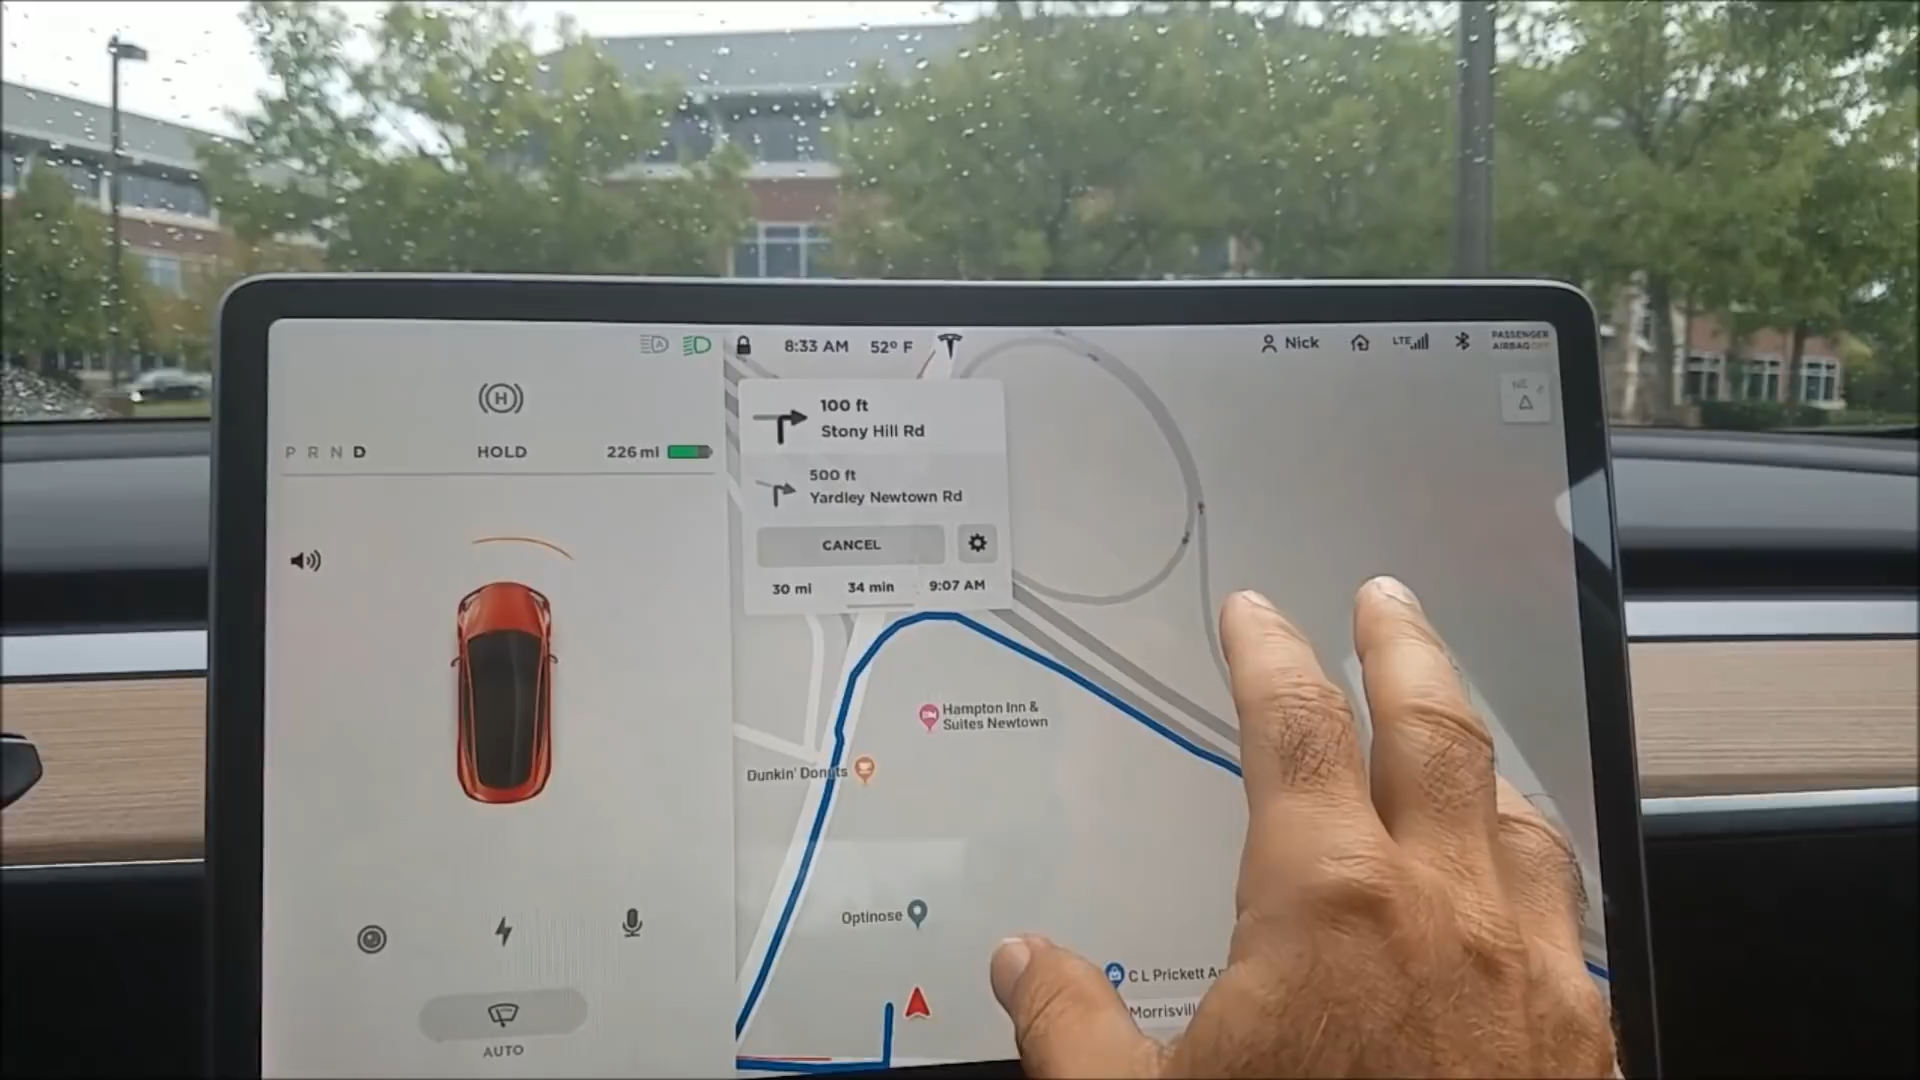 8:33 AM
52° F
Nick
LTE
PASSENGER
AIRBAG OFF
NE
H
P R N D
HOLD
226 mi
100 ft
Stony Hill Rd
500 ft
Yardley Newtown Rd
CANCEL
30 mi
34 min
9:07 AM
Hampton Inn &
Suites Newtown
Dunkin' Donuts
Optinose
C L Prickett
AUTO